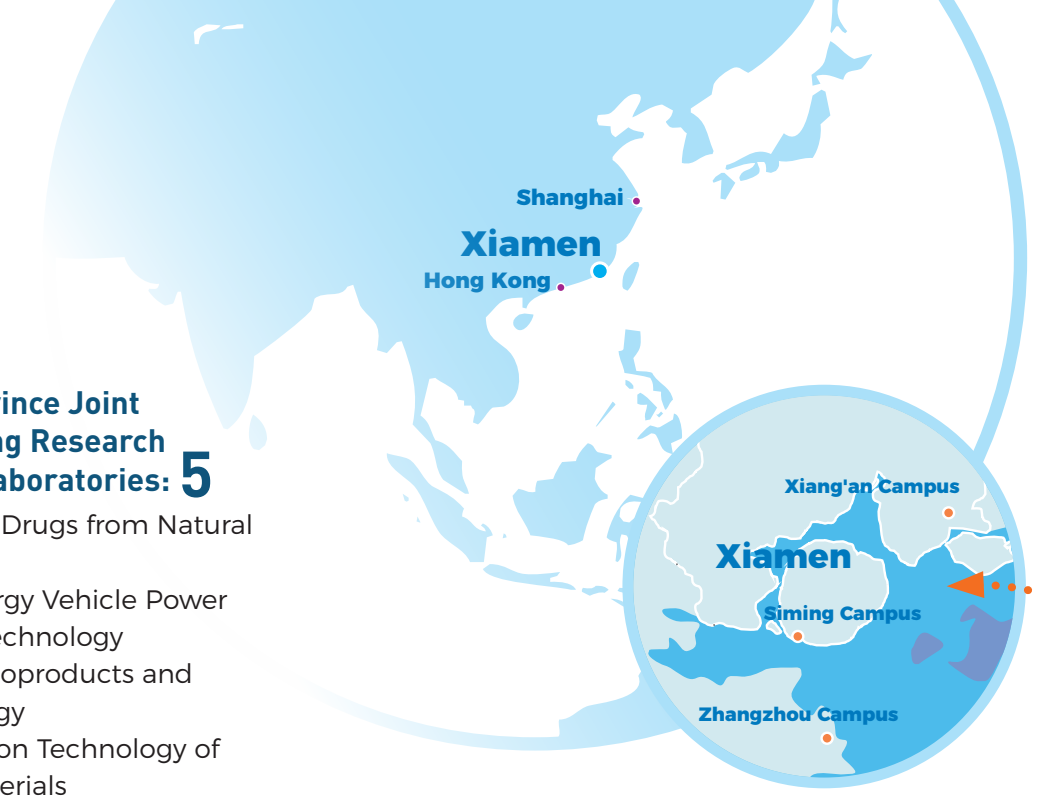 Shanghai
Xiamen
Hong Kong
ince Joint
ng Research
aboratories: 5
Drugs from Natural
rgy Vehicle Power
echnology
oproducts and
gy
on Technology of
erials
Xiang'an Campus
Xiamen
Siming Campus
Zhangzhou Campus